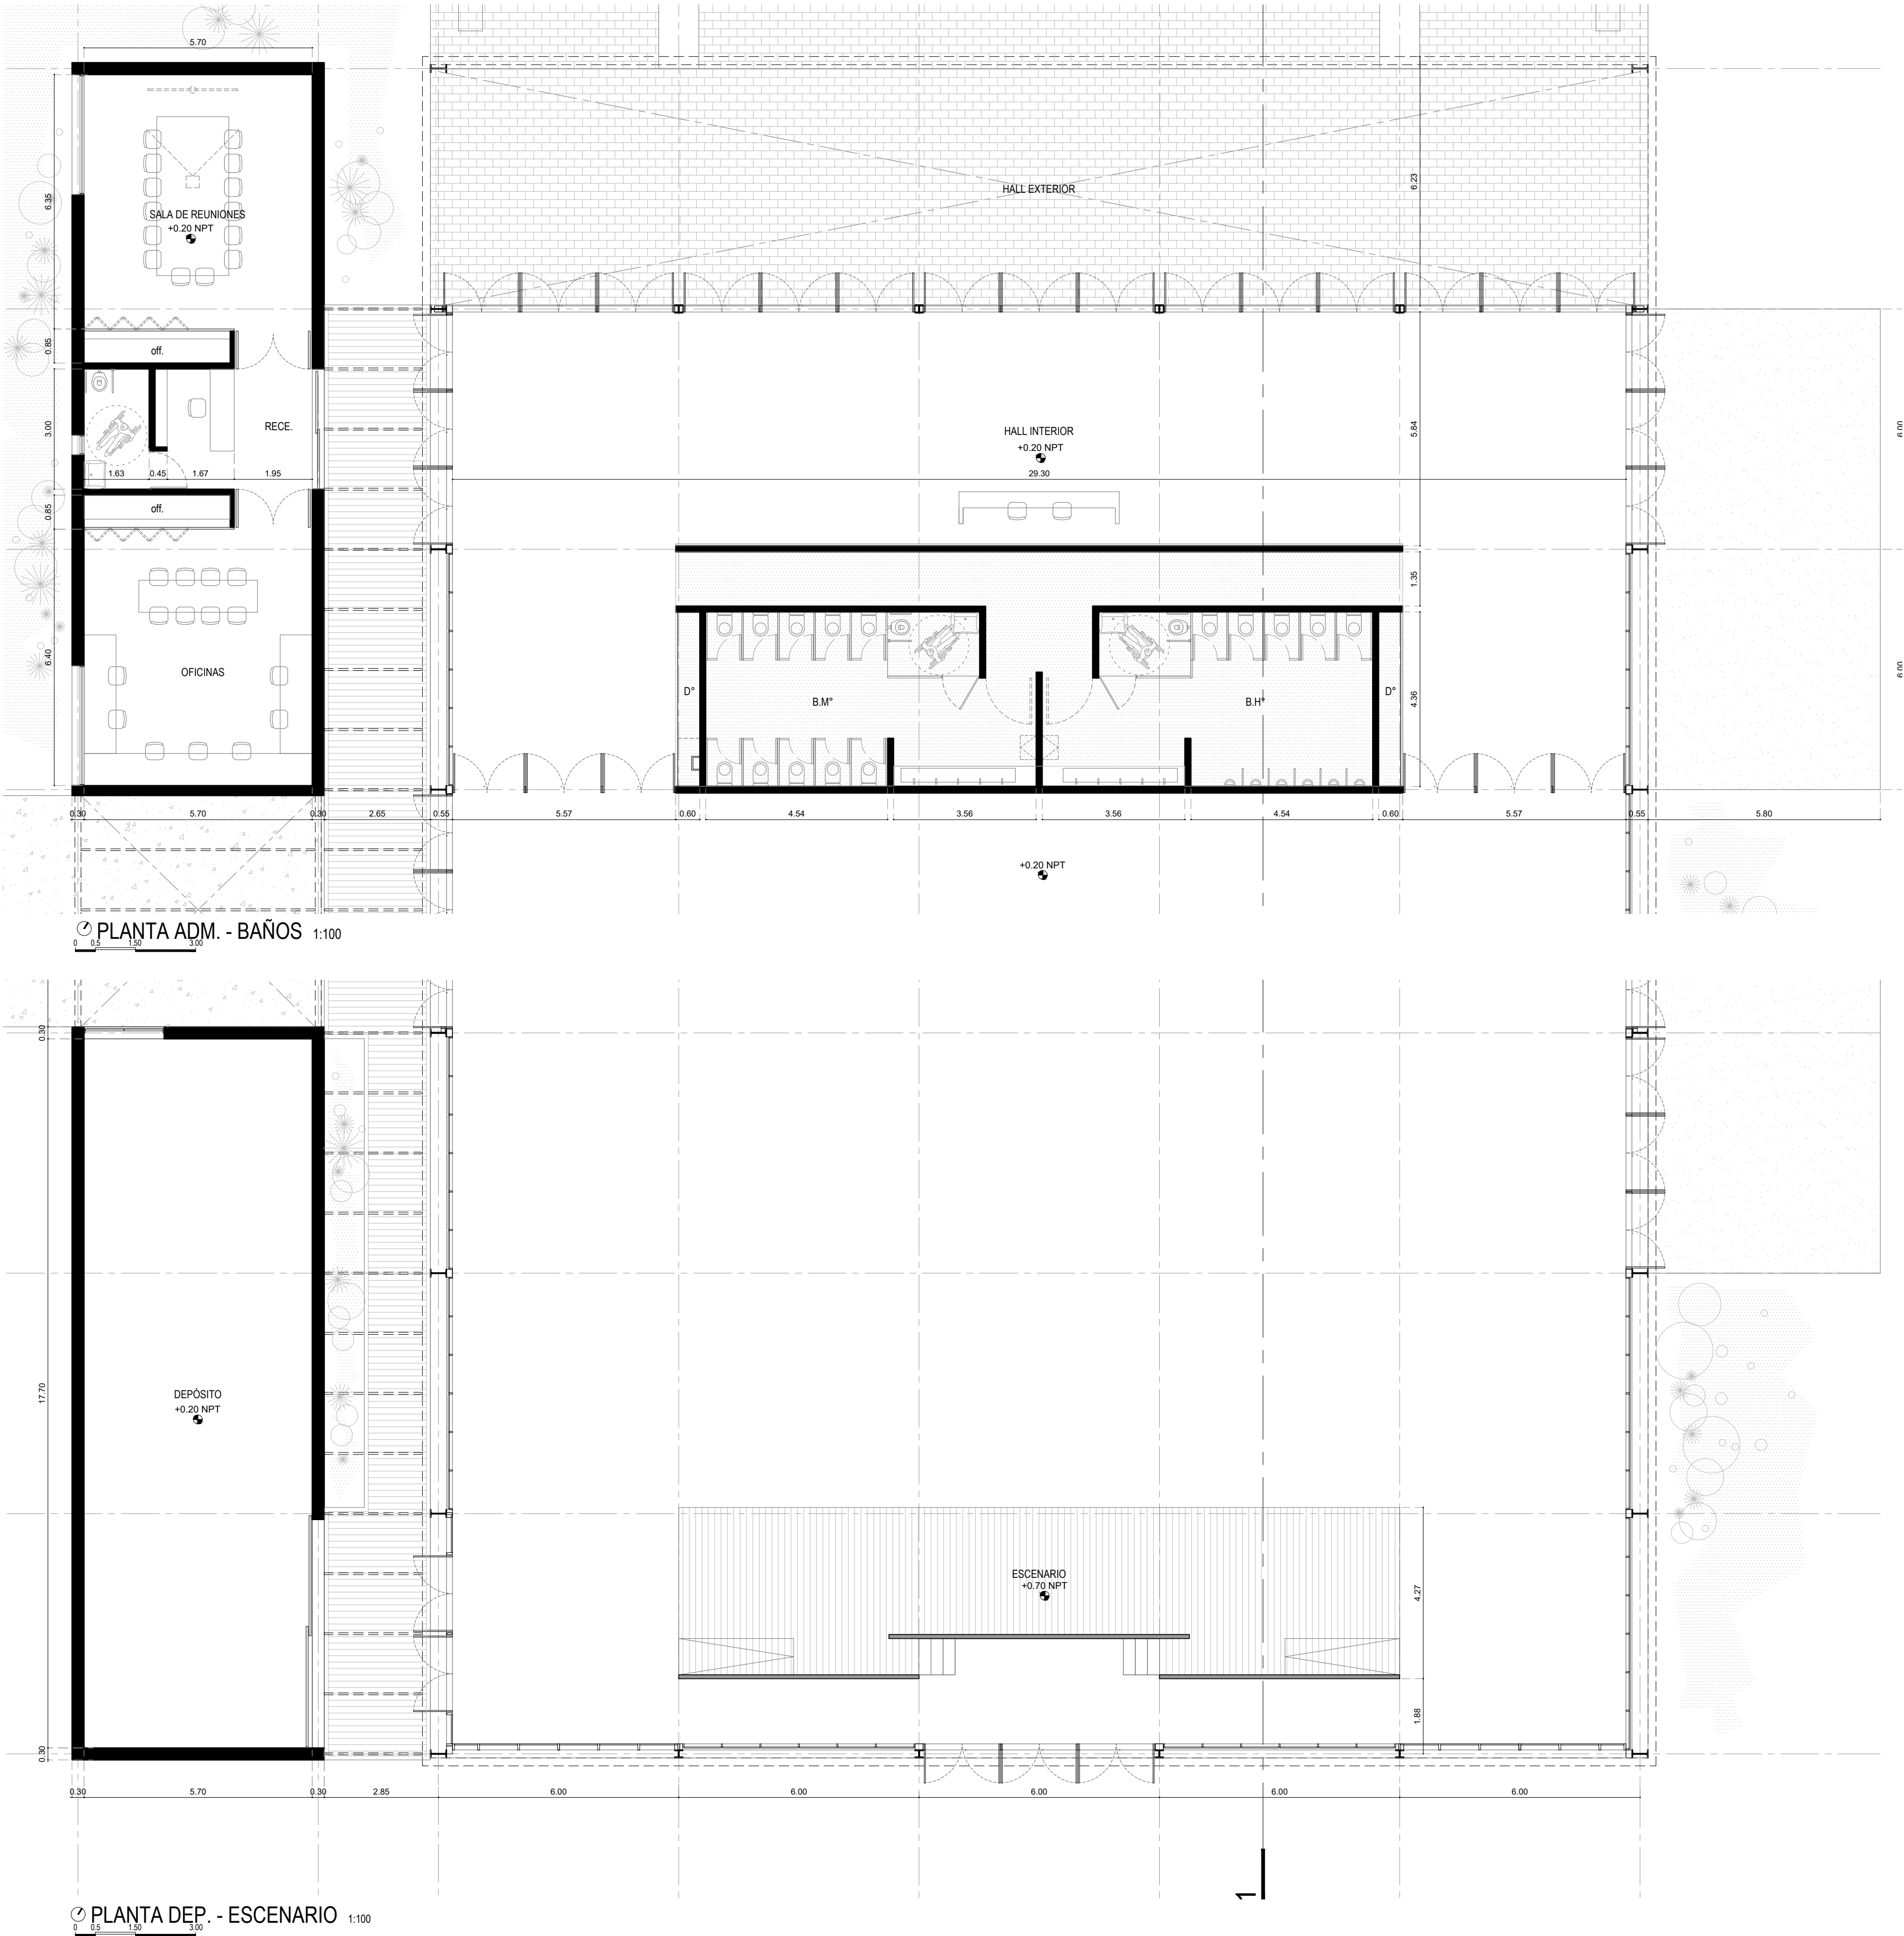 5.70
SALA DE REUNIONES
+0.20 NPT
6.35
HALL EXTERIOR
6.23
0.85
off.
3.00
RECE.
1.63
0.45
1.67
1.95
HALL INTERIOR
+0.20 NPT
29.30
5.84
6.00
0.85
off.
1.35
6.40
OFICINAS
D°
B.M°
B.H°
D°
4.36
6.00
0.30
5.70
0.30
2.65
0.55
5.57
0.60
4.54
3.56
3.56
4.54
0.60
5.57
0.55
5.80
+0.20 NPT
PLANTA ADM. - BAÑOS 1:100
0 0.5 1.50 3.00
0.30
17.70
DEPÓSITO
+0.20 NPT
ESCENARIO
+0.70 NPT
4.27
1.88
0.30
0.30
5.70
0.30
2.85
6.00
6.00
6.00
6.00
6.00
1
PLANTA DEP. - ESCENARIO 1:100
0 0.5 1.50 3.00